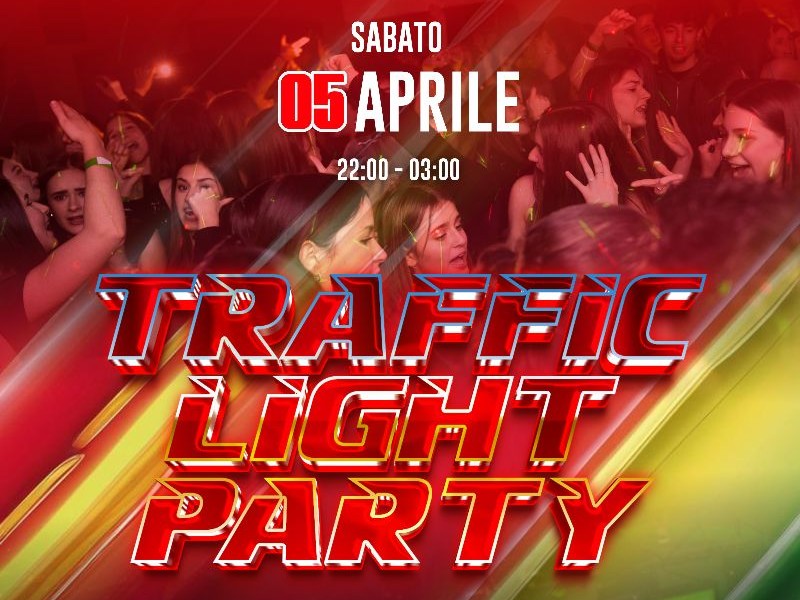 SABATO
05 APRILE
22:00 - 03:00
TRAFFiC
LiGHT
PARTY